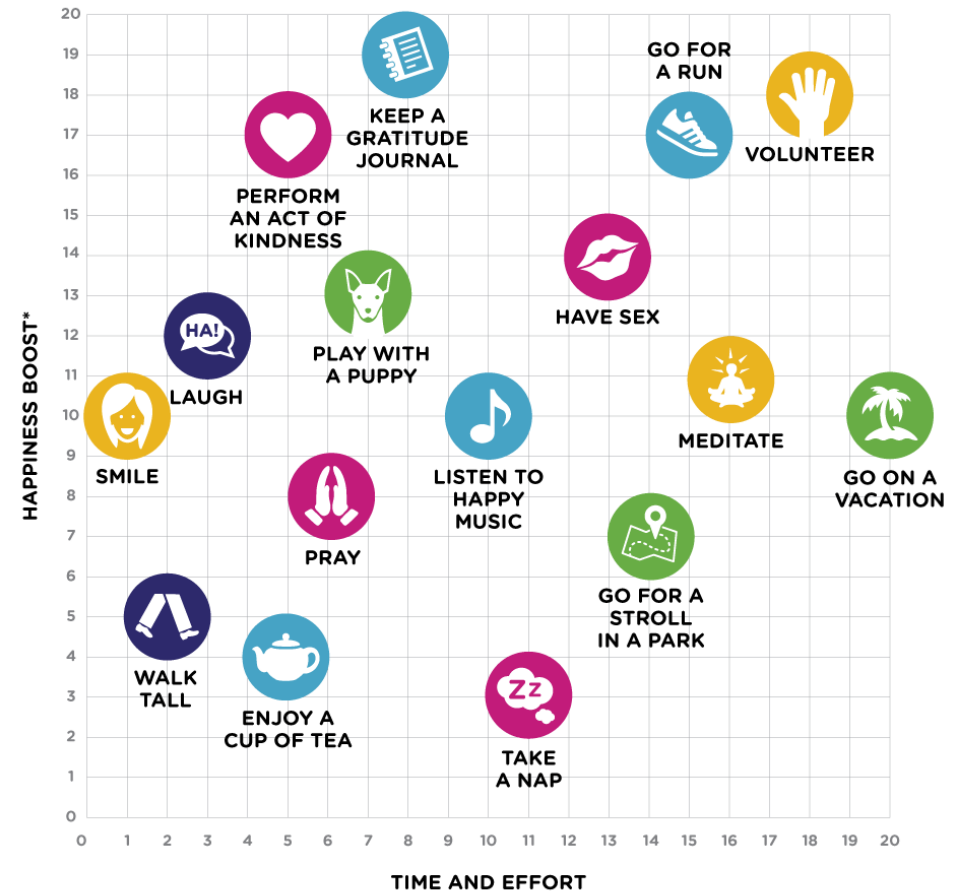 20
19
18
17
16
15
14
13
12
11
10
9
8
7
6
5
4
3
2
1
0
HAPPINESS BOOST*
KEEP A
GRATITUDE
JOURNAL
GO FOR
A RUN
VOLUNTEER
PERFORM
AN ACT OF
KINDNESS
HAVE SEX
PLAY WITH
A PUPPY
HA!
LAUGH
SMILE
LISTEN TO
HAPPY
MUSIC
MEDITATE
GO ON A
VACATION
PRAY
GO FOR A
STROLL
IN A PARK
WALK
TALL
ENJOY A
CUP OF TEA
Zz
TAKE
A NAP
0 1 2 3 4 5 6 7 8 9 10 11 12 13 14 15 16 17 18 19 20
TIME AND EFFORT